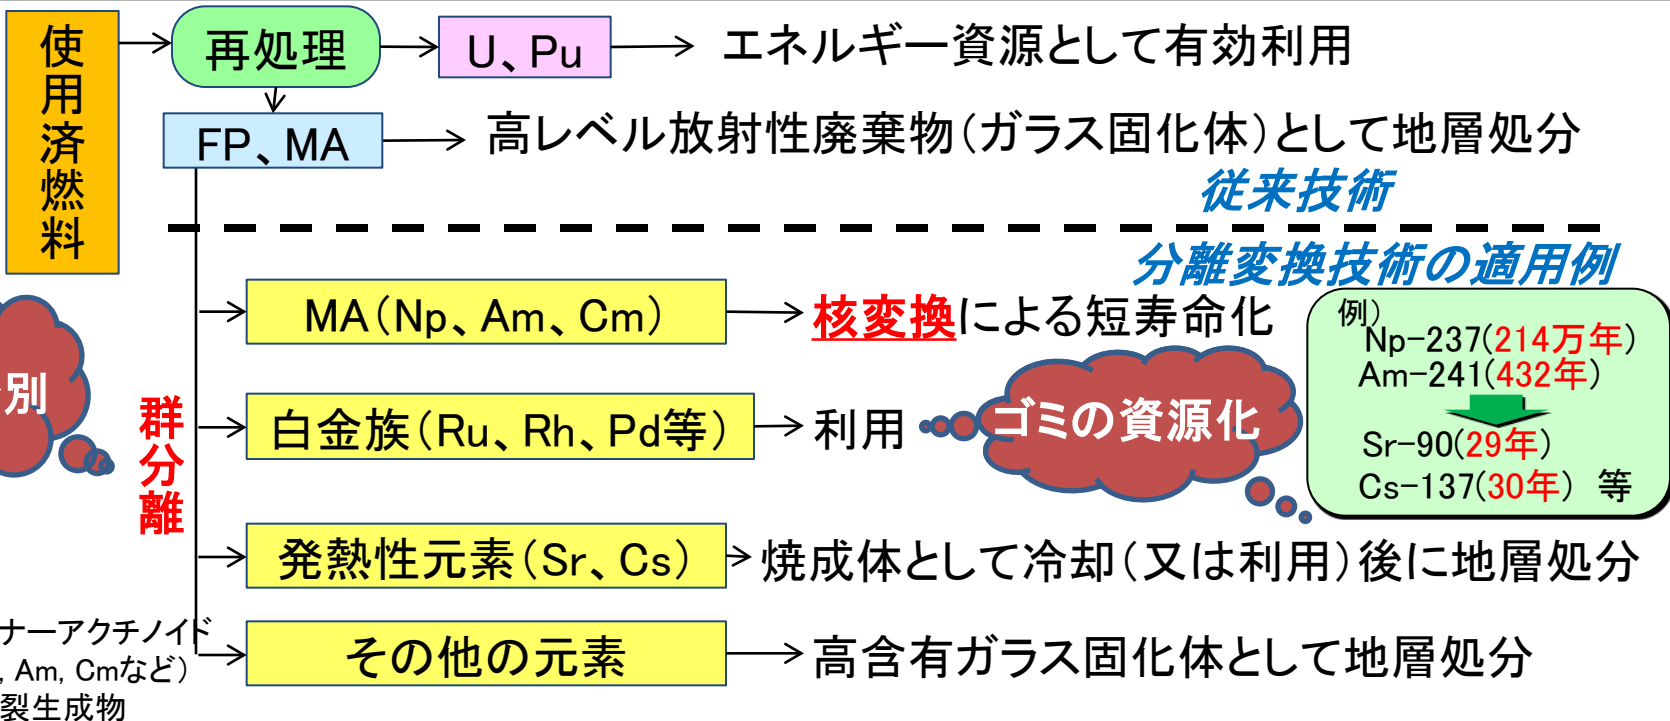 使用済燃料
再処理
U、Pu
エネルギー資源として有効利用
FP、MA
高レベル放射性廃棄物(ガラス固化体)として地層処分
従来技術
分離変換技術の適用例
群分離
MA(Np、Am、Cm)
核変換による短寿命化
例)
Np-237(214万年)
Am-241(432年)
Sr-90(29年)
Cs-137(30年) 等
別
白金族(Ru、Rh、Pd等)
利用
ゴミの資源化
発熱性元素(Sr、Cs)
焼成体として冷却(又は利用)後に地層処分
その他の元素
高含有ガラス固化体として地層処分
ナーアクチノイド
, Am, Cmなど)
裂生成物